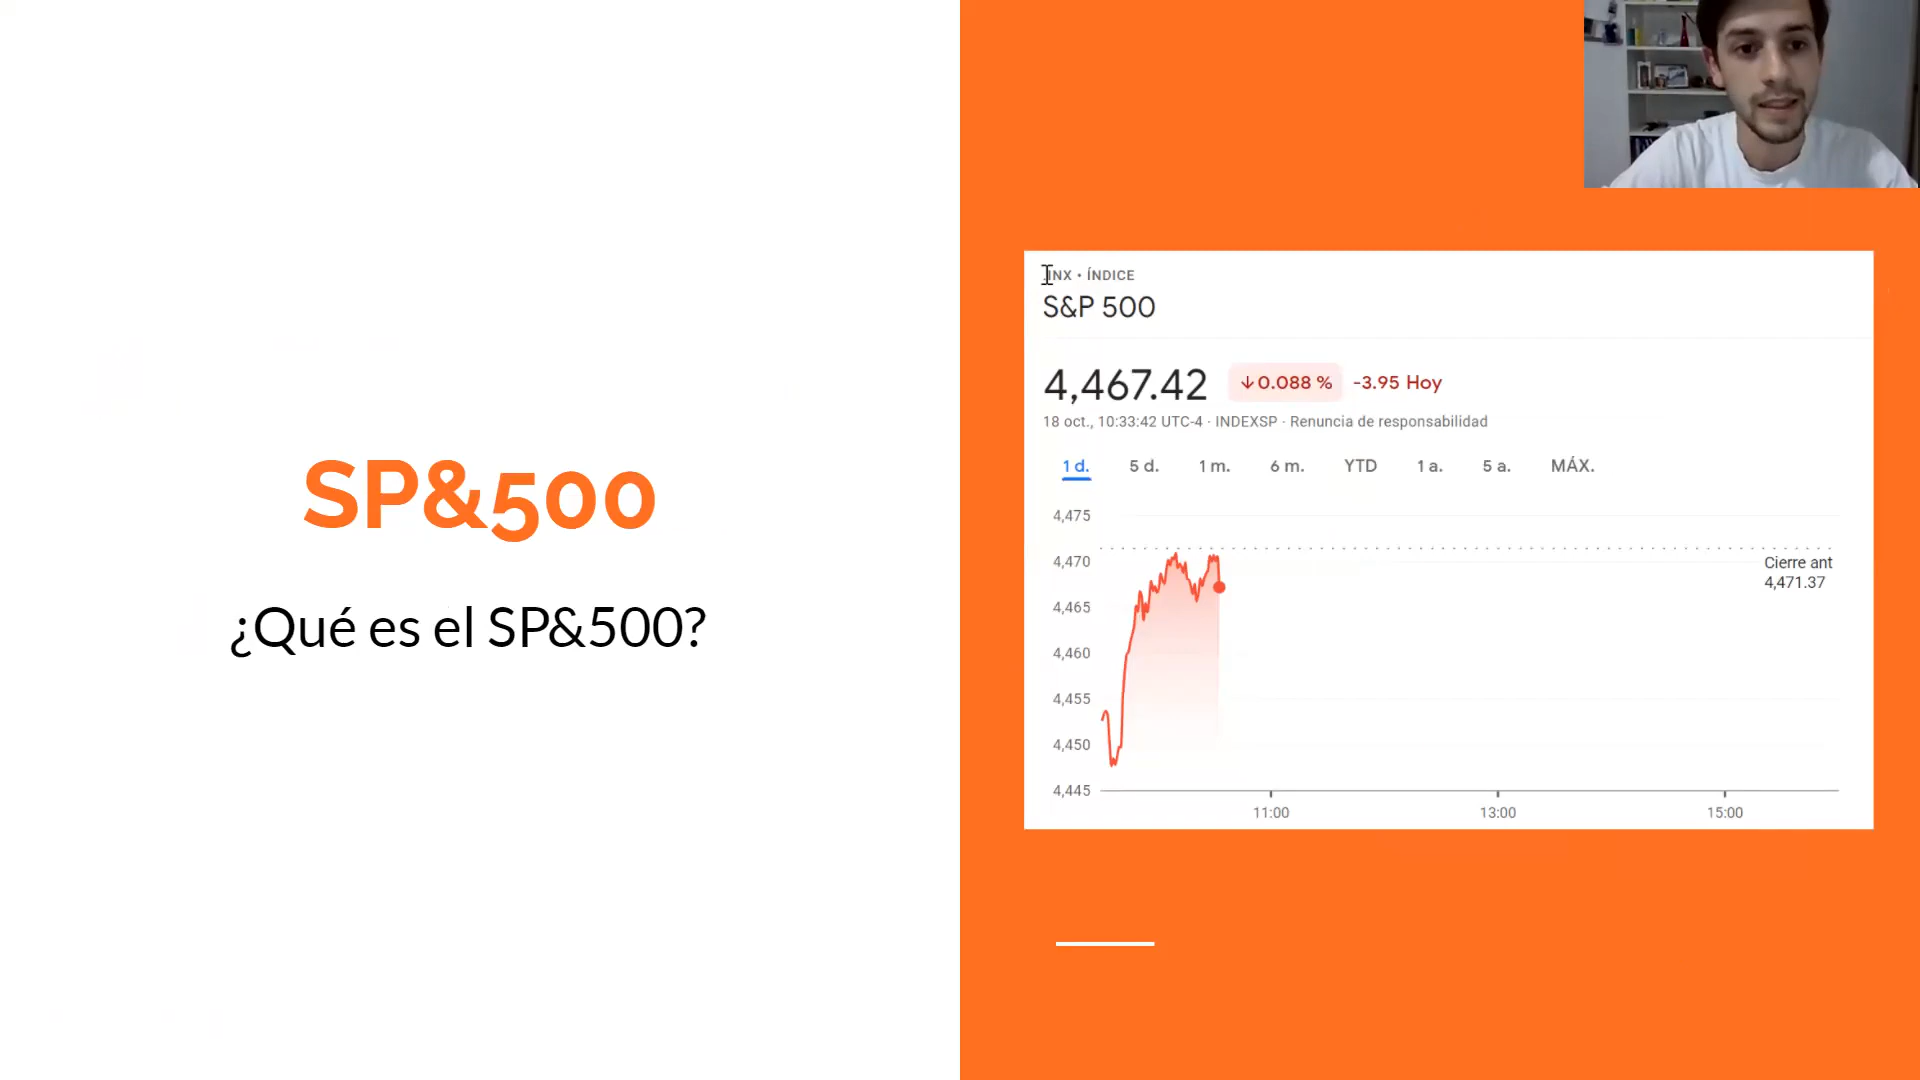 SP&500
¿Qué es el SP&500?
.INX • ÍNDICE
S&P 500
4,467.42 ↓0.088 % -3.95 Hoy
18 oct., 10:33:42 UTC-4 · INDEXSP · Renuncia de responsabilidad
1 d. 5 d. 1 m. 6 m. YTD 1 a. 5 a. MÁX.
4,475
4,470
4,465
4,460
4,455
4,450
4,445
Cierre ant
4,471.37
11:00 13:00 15:00